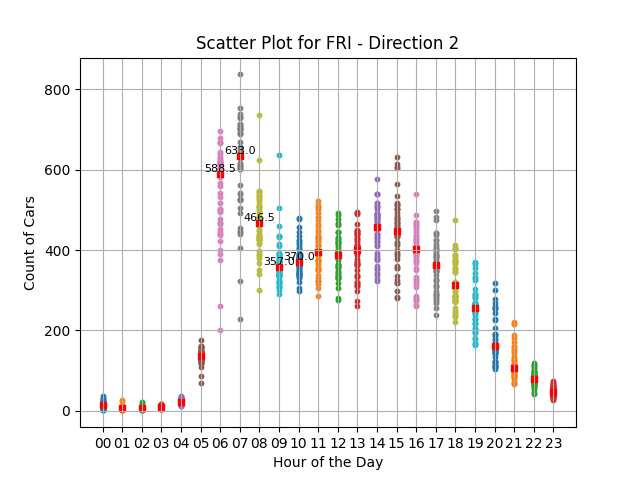 Scatter Plot for FRI - Direction 2
Count of Cars
800
600
400
200
0
633.0
588.5
466.5
357.0
370.0
00 01 02 03 04 05 06 07 08 09 10 11 12 13 14 15 16 17 18 19 20 21 22 23
Hour of the Day